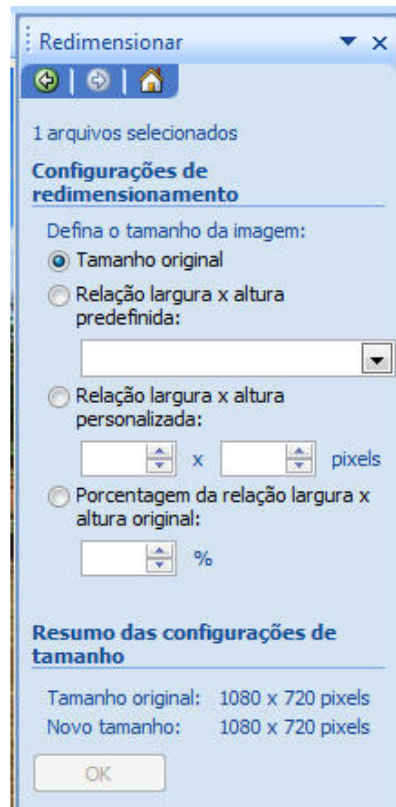 Redimensionar
1 arquivos selecionados
Configurações de
redimensionamento
Defina o tamanho da imagem:
Tamanho original
Relação largura x altura
predefinida:
Relação largura x altura
personalizada:
x pixels
Porcentagem da relação largura x
altura original:
%
Resumo das configurações de
tamanho
Tamanho original: 1080 x 720 pixels
Novo tamanho: 1080 x 720 pixels
OK